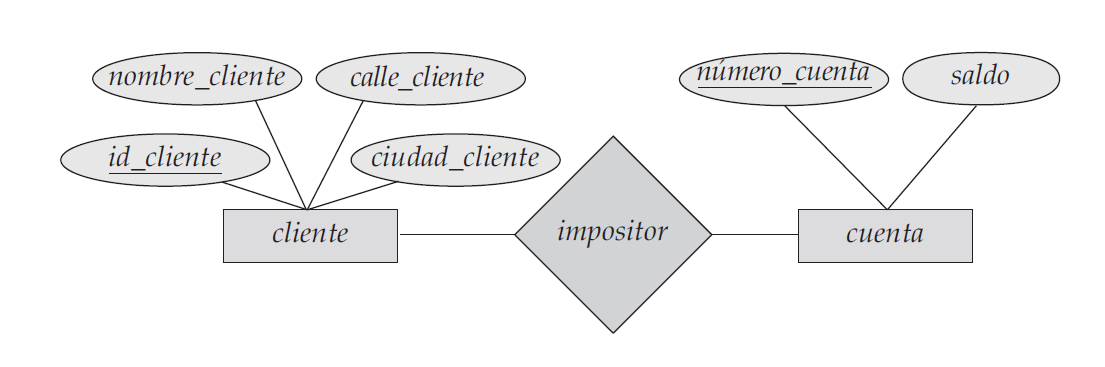 nombre_cliente
calle_cliente
número_cuenta
saldo
id_cliente
ciudad_cliente
cliente
impositor
cuenta